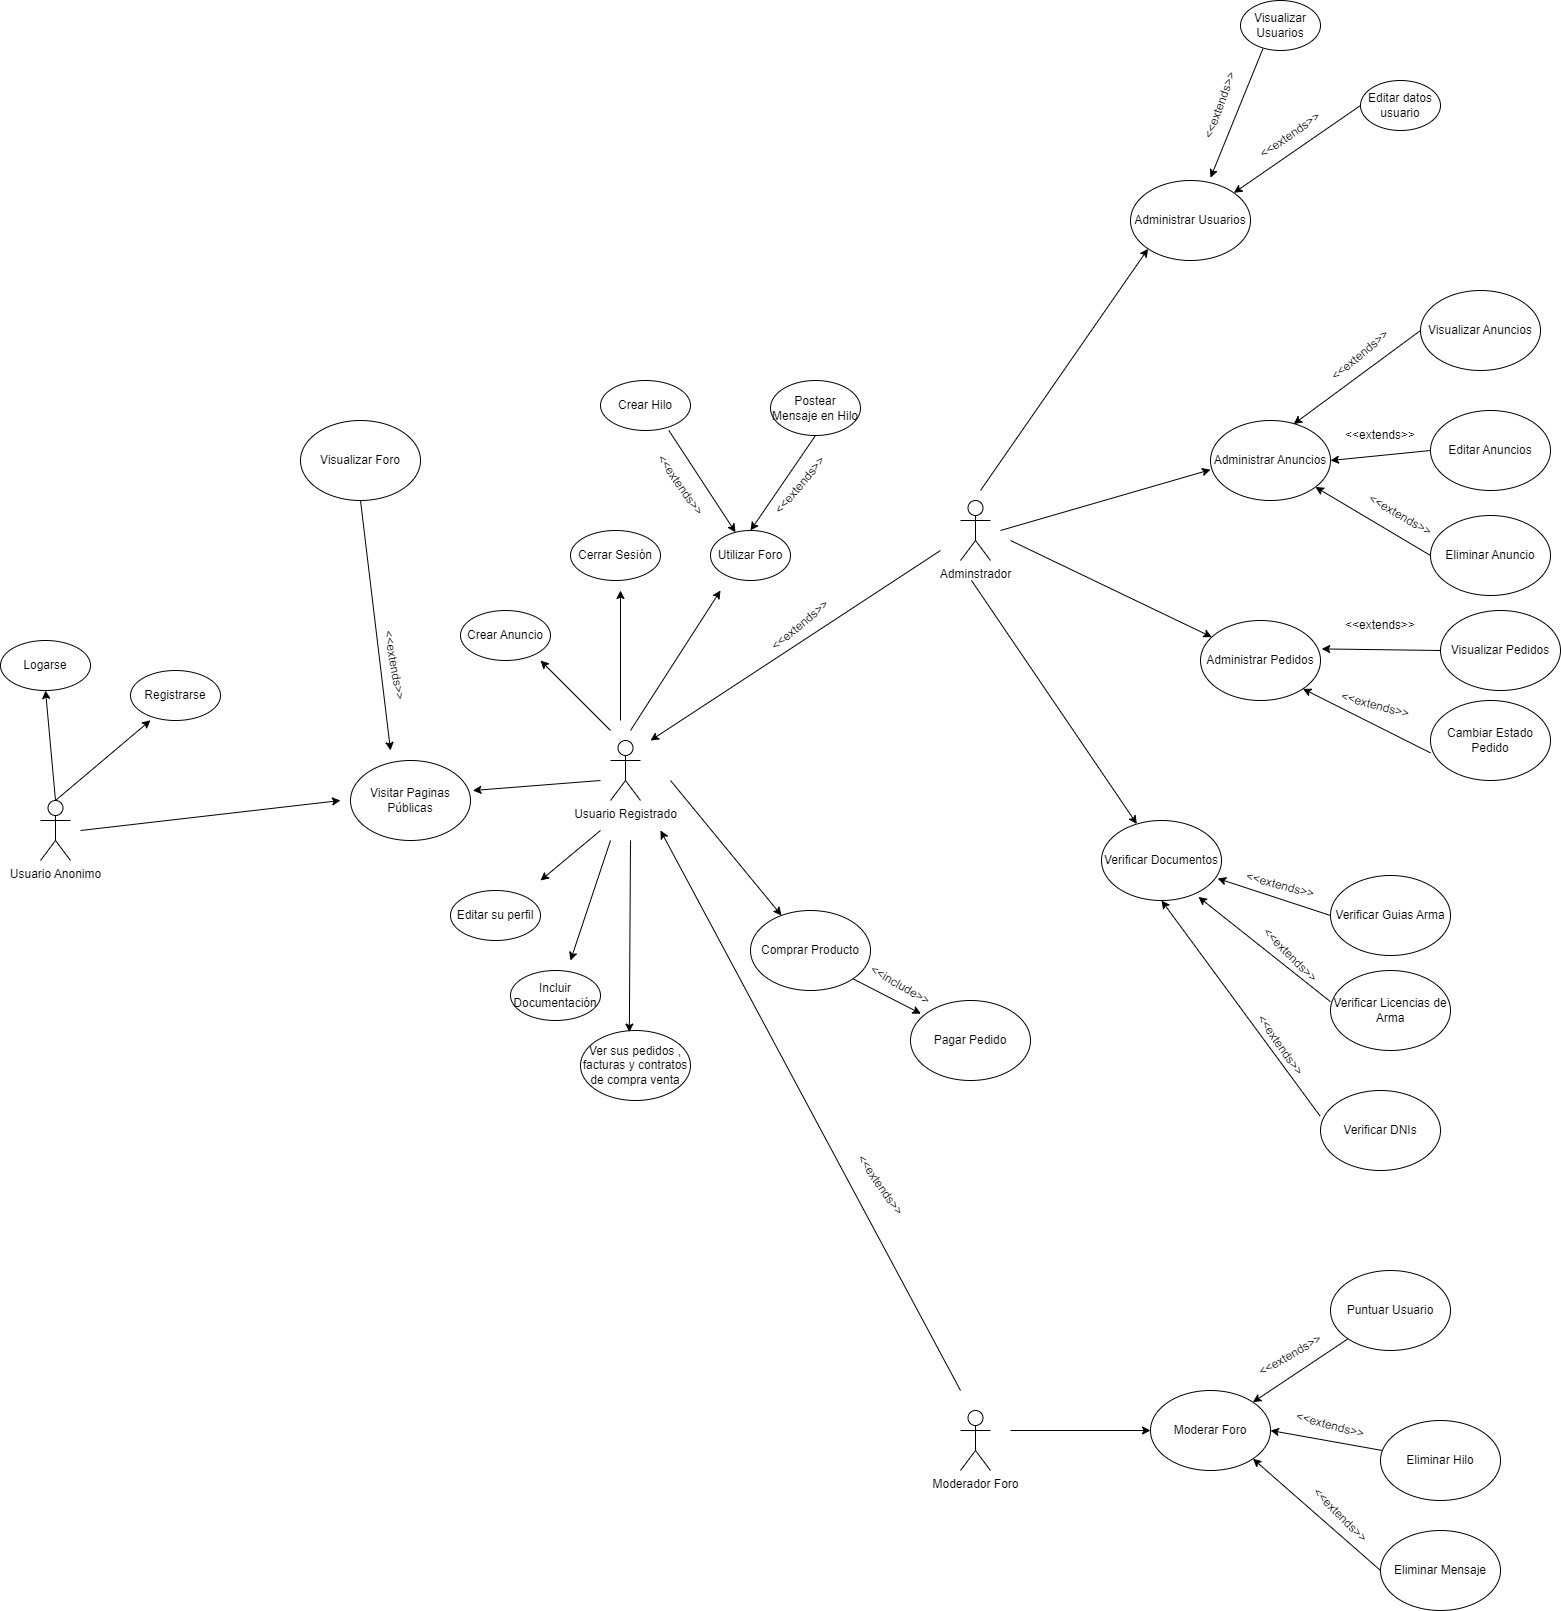 Visualizar
Usuarios
<<extends>>
Editar datos
usuario
<<extends>>
Administrar Usuarios
Visualizar Anuncios
<<extends>>
Administrar Anuncios
<<extends>>
Editar Anuncios
<<extends>>
Eliminar Anuncio
Crear Hilo
Postear
Mensaje en Hilo
<<extends>>
<<extends>>
Visualizar Foro
<<extends>>
Cerrar Sesión
Utilizar Foro
Adminstrador
<<extends>>
Crear Anuncio
<<extends>>
Visualizar Pedidos
Administrar Pedidos
<<extends>>
Cambiar Estado
Pedido
Logarse
Registrarse
Visitar Paginas
Públicas
Usuario Registrado
Usuario Anonimo
Verificar Documentos
<<extends>>
Verificar Guias Arma
<<extends>>
Verificar Licencias de
Arma
<<extends>>
Verificar DNIs
Editar su perfil
Comprar Producto
<<include>>
Incluir
Documentación
Pagar Pedido
Ver sus pedidos ,
facturas y contratos
de compra venta
<<extends>>
Puntuar Usuario
<<extends>>
Moderar Foro
<<extends>>
Eliminar Hilo
Moderador Foro
<<extends>>
Eliminar Mensaje